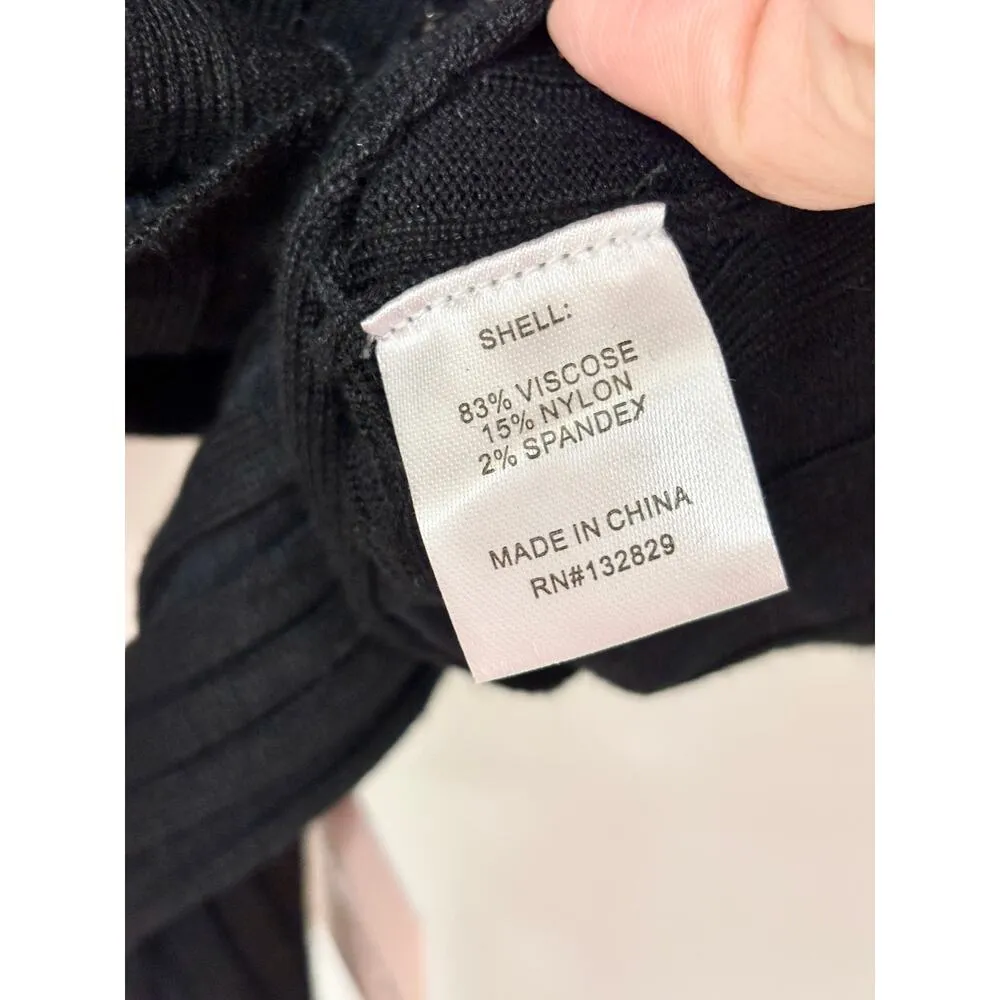 SHELL:
83% VISCOSE
15% NYLON
2% SPANDEX
MADE IN CHINA
RN#132829